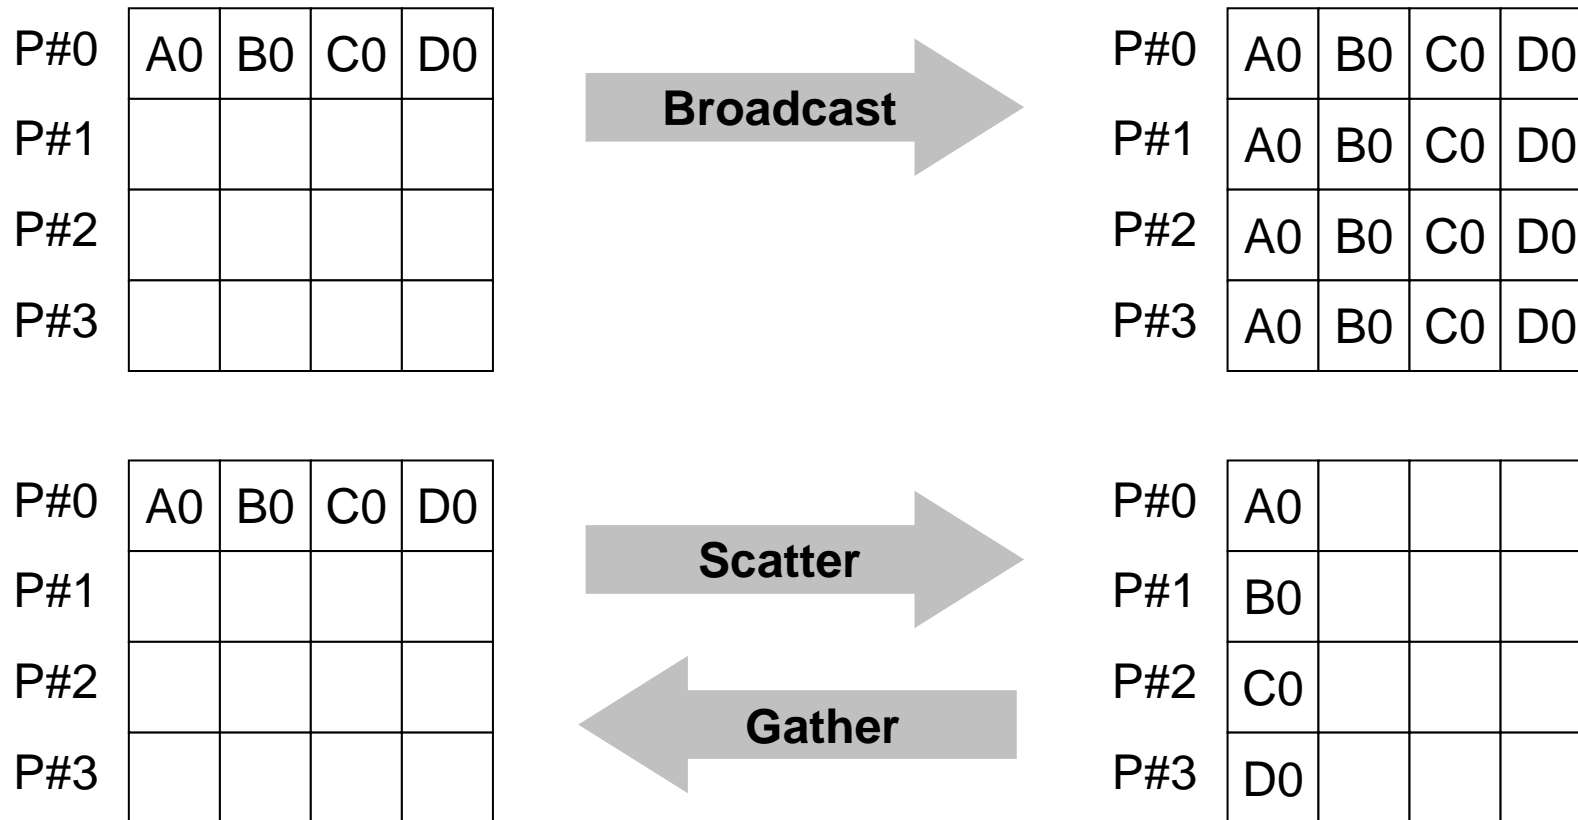 P#0 A0 B0 C0 D0 Broadcast P#0 A0 B0 C0 D0
P#1 P#1 A0 B0 C0 D0
P#2 P#2 A0 B0 C0 D0
P#3 P#3 A0 B0 C0 D0
P#0 A0 B0 C0 D0 Scatter P#0 A0
P#1 P#1 B0
P#2 Gather P#2 C0
P#3 P#3 D0